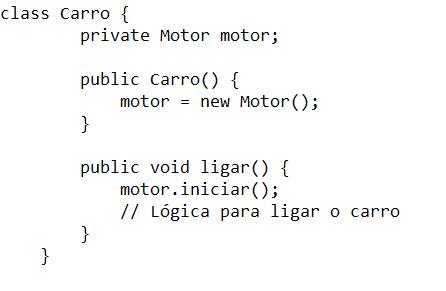 class Carro {
private Motor motor;
public Carro() {
motor = new Motor();
}
public void ligar() {
motor.iniciar();
// Lógica para ligar o carro
}
}